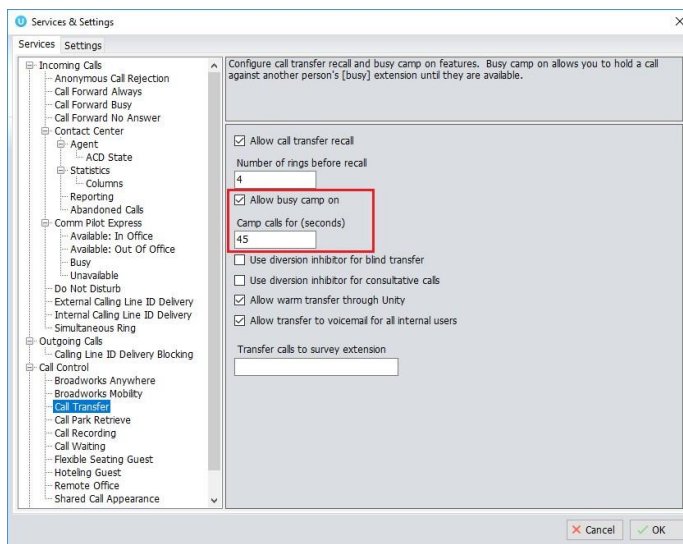 Services & Settings
Services Settings
Incoming Calls
Anonymous Call Rejection
Call Forward Always
Call Forward Busy
Call Forward No Answer
Contact Center
Agent
ACD State
Statistics
Columns
Reporting
Abandoned Calls
Comm Pilot Express
Available: In Office
Available: Out Of Office
Busy
Unavailable
Do Not Disturb
External Calling Line ID Delivery
Internal Calling Line ID Delivery
Simultaneous Ring
Outgoing Calls
Calling Line ID Delivery Blocking
Call Control
Broadworks Anywhere
Broadworks Mobility
Call Transfer
Call Park Retrieve
Call Recording
Call Waiting
Flexible Seating Guest
Hoteling Guest
Remote Office
Shared Call Appearance
Configure call transfer recall and busy camp on features. Busy camp on allows you to hold a call
against another person's [busy] extension until they are available.
Allow call transfer recall
Number of rings before recall
4
Allow busy camp on
Camp calls for (seconds)
45
Use diversion inhibitor for blind transfer
Use diversion inhibitor for consultative calls
Allow warm transfer through Unity
Allow transfer to voicemail for all internal users
Transfer calls to survey extension
Cancel
OK